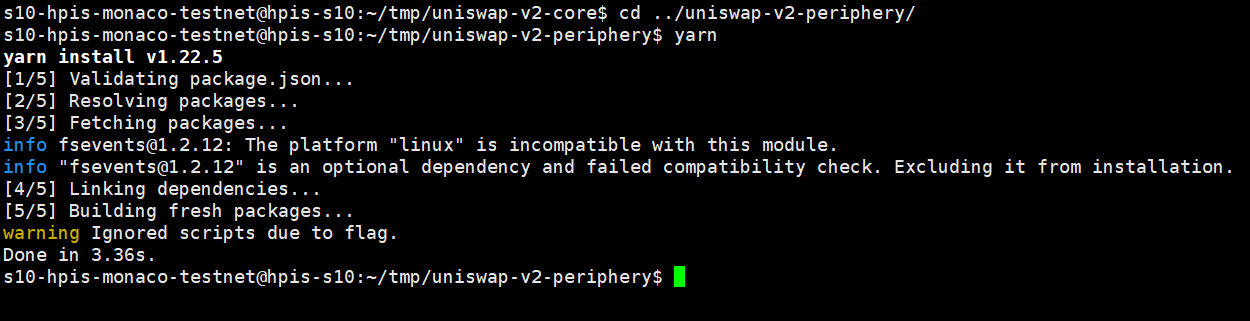 s10-hpis-monaco-testnet@hpis-s10:~/tmp/uniswap-v2-core$ cd ../uniswap-v2-periphery/
s10-hpis-monaco-testnet@hpis-s10:~/tmp/uniswap-v2-periphery$ yarn
yarn install v1.22.5
[1/5] Validating package.json...
[2/5] Resolving packages...
[3/5] Fetching packages...
info fsevents@1.2.12: The platform "linux" is incompatible with this module.
info "fsevents@1.2.12" is an optional dependency and failed compatibility check. Excluding it from installation.
[4/5] Linking dependencies...
[5/5] Building fresh packages...
warning Ignored scripts due to flag.
Done in 3.36s.
s10-hpis-monaco-testnet@hpis-s10:~/tmp/uniswap-v2-periphery$